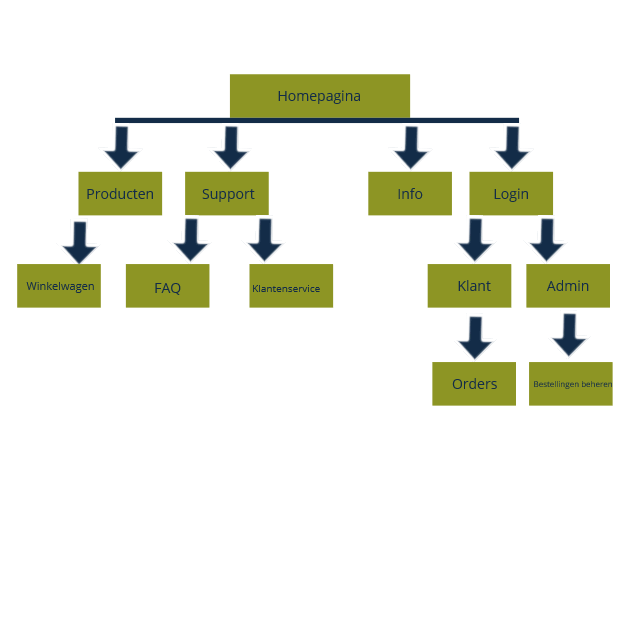 Homepagina
Producten
Support
Info
Login
Winkelwagen
FAQ
Klantenservice
Klant
Admin
Orders
Bestellingen beheren